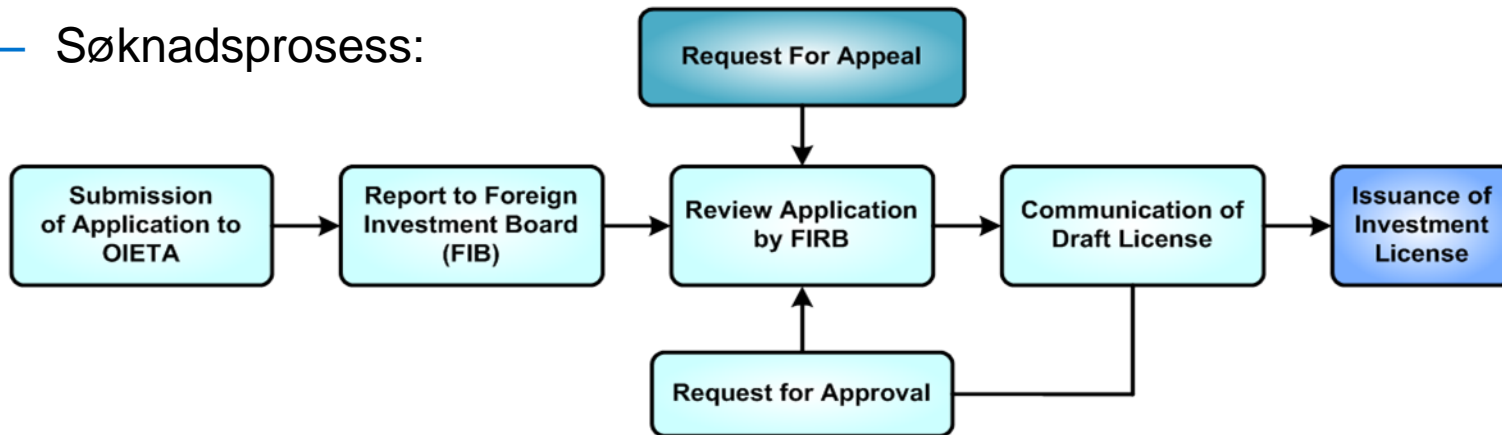 – Søknadsprosess:
Request For Appeal
Submission
of Application to
OIETA
Report to Foreign
Investment Board
(FIB)
Review Application
by FIRB
Communication of
Draft License
Issuance of
Investment
License
Request for Approval